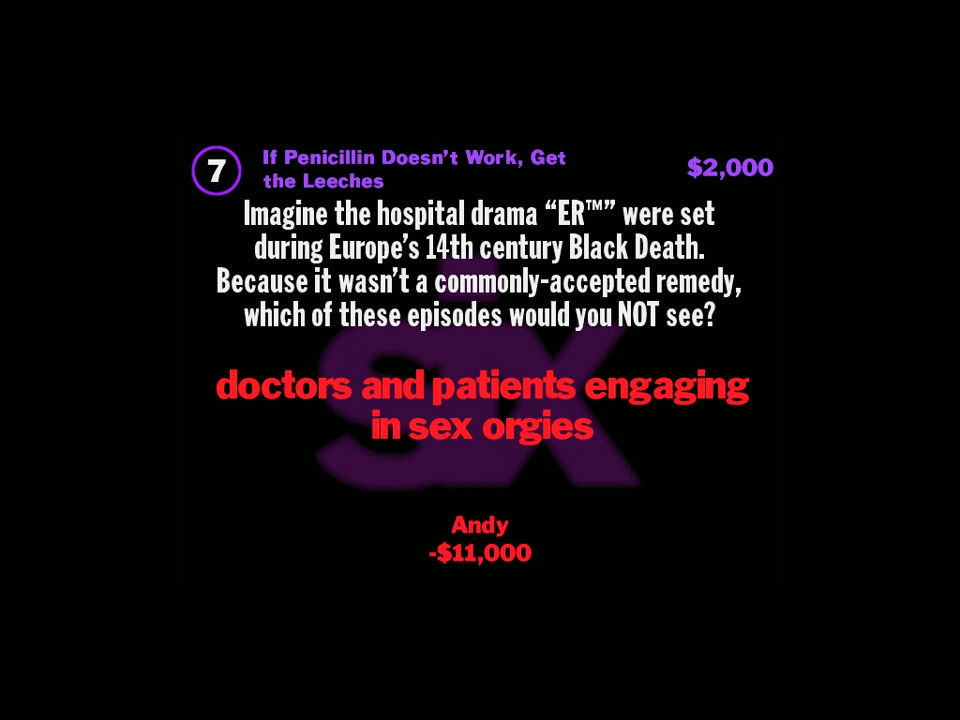 7
If Penicillin Doesn't Work, Get
the Leeches
$2,000
Imagine the hospital drama “ER™” were set
during Europe's 14th century Black Death.
Because it wasn't a commonly-accepted remedy,
which of these episodes would you NOT see?
six
doctors and patients engaging
in sex orgies
Andy
-$11,000